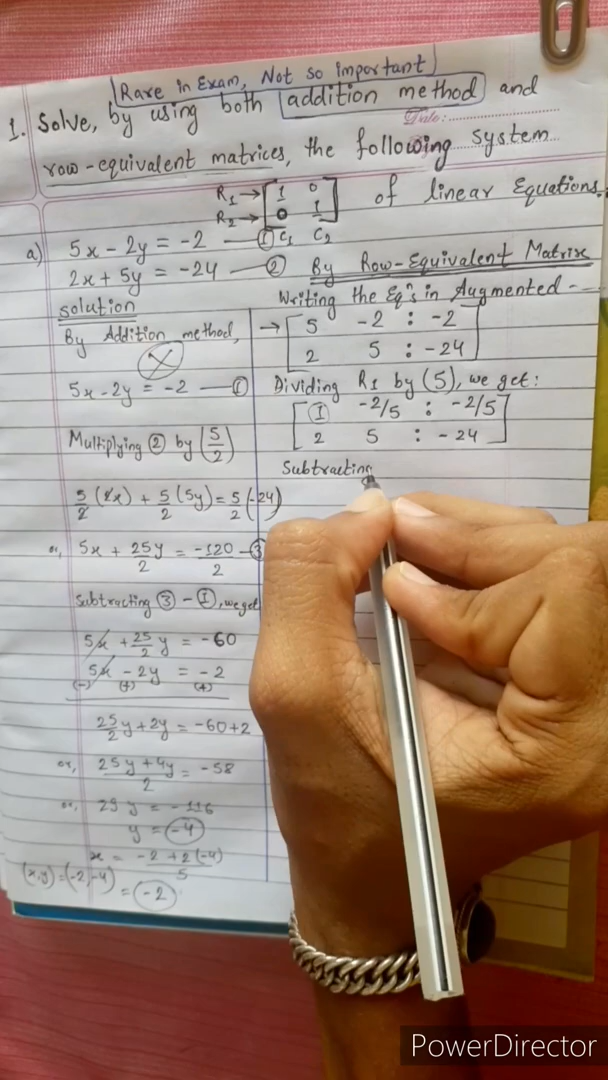 Rare in Exam, Not so important
1. Solve, by using both addition method and
Date:
row-equivalent matrices, the following system
of linear Equations.
R1 → [ 1 0
R2 → 0 1 ]
C1 C2
a) 5x - 2y = -2 — ①
2x + 5y = -24 — ②
solution
By Addition method,
5x - 2y = -2 — ①
Multiplying ② by (5/2)
5/2 (2x) + 5/2 (5y) = 5/2 (-24)
or, 5x + 25y/2 = -120/2 — ③
Subtracting ③ - ①, we get
5x + 25/2 y = -60
5x - 2y = -2
(-) (+) (+)
25/2 y + 2y = -60 + 2
or, 25y + 4y / 2 = -58
or, 29 y = -116
y = -4
x = -2 + 2(-4) / 5
= -2
(x,y) = (-2,-4)
By Row-Equivalent Matrix
Writing the Eqns in Augmented -
→ [ 5 -2 : -2
2 5 : -24 ]
Dividing R1 by (5), we get:
[ 1 -2/5 : -2/5
2 5 : -24 ]
Subtracting
PowerDirector